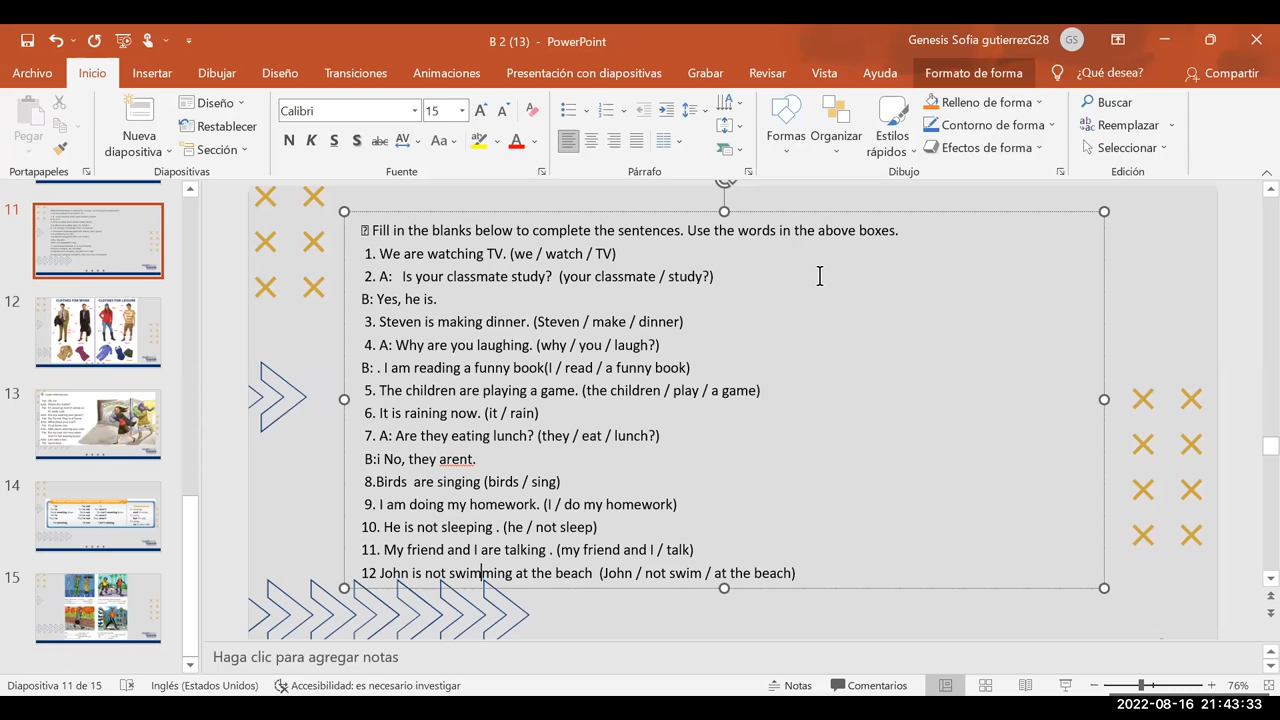 B 2 (13) - PowerPoint
Genesis Sofia gutierrezG28
GS
Archivo Inicio Insertar Dibujar Diseño Transiciones Animaciones Presentación con diapositivas Grabar Revisar Vista Ayuda Formato de forma ¿Qué desea? Compartir
Pegar
Nueva diapositiva
Diseño
Restablecer
Sección
Calibri 15
N K S S abc AV Aa A
Formas Organizar Estilos rápidos
Relleno de forma
Contorno de forma
Efectos de forma
Buscar
Reemplazar
Seleccionar
Portapapeles Diapositivas Fuente Párrafo Dibujo Edición
11
12
13
14
15
Fill in the blanks below to complete the sentences. Use the words in the above boxes.
1. We are watching TV. (we / watch / TV)
2. A: Is your classmate study? (your classmate / study?)
B: Yes, he is.
3. Steven is making dinner. (Steven / make / dinner)
4. A: Why are you laughing. (why / you / laugh?)
B: . I am reading a funny book(I / read / a funny book)
5. The children are playing a game. (the children / play / a game)
6. It is raining now. (it / rain)
7. A: Are they eating lunch? (they / eat / lunch?)
B:i No, they arent.
8.Birds are singing (birds / sing)
9. I am doing my homework. (I / do my homework)
10. He is not sleeping . (he / not sleep)
11. My friend and I are talking . (my friend and I / talk)
12 John is not swimming at the beach (John / not swim / at the beach)
Haga clic para agregar notas
Diapositiva 11 de 15 Inglés (Estados Unidos) Accesibilidad: es necesario investigar Notas Comentarios 76%
2022-08-16 21:43:33